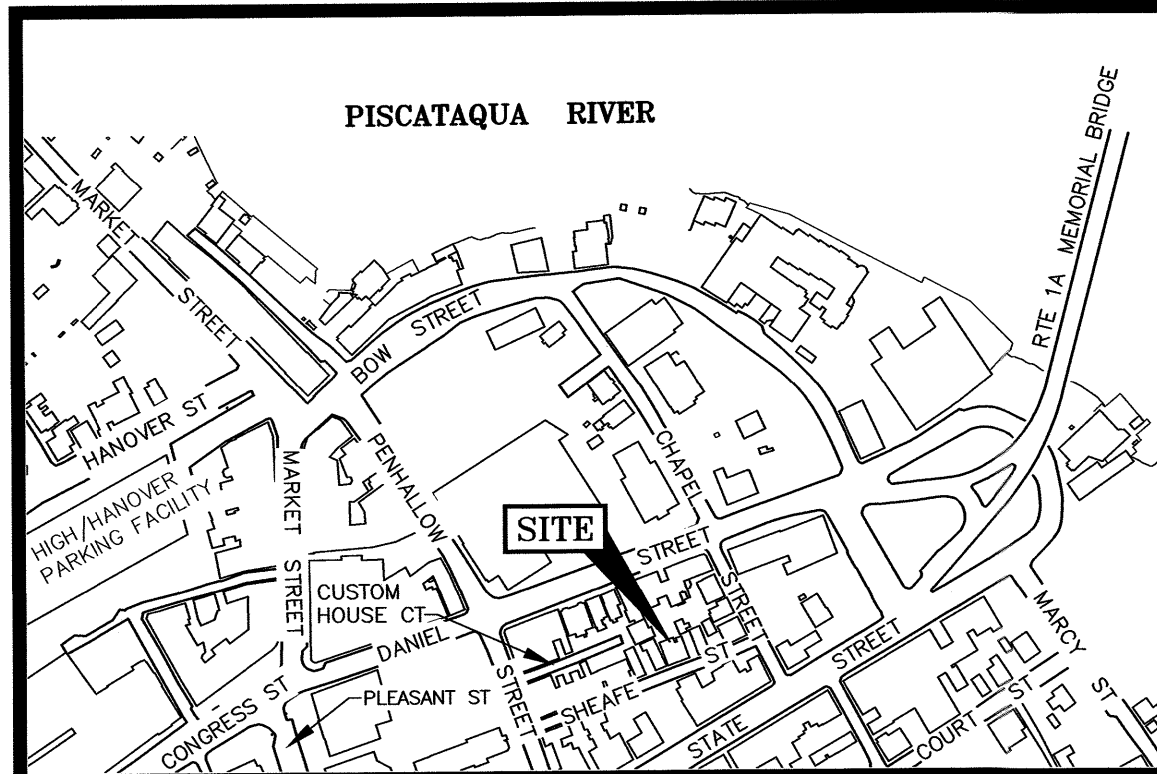 PISCATAQUA RIVER
RTE 1A MEMORIAL BRIDGE
MARKET
STREET
BOW STREET
HANOVER ST
HIGH/HANOVER
PARKING FACILITY
MARKET
STREET
PENHALLOW
STREET
CHAPEL
STREET
SITE
STREET
CUSTOM
HOUSE CT
DANIEL
CONGRESS ST
PLEASANT ST
SHEAFE ST
STATE
STREET
COURT ST
MARCY
ST